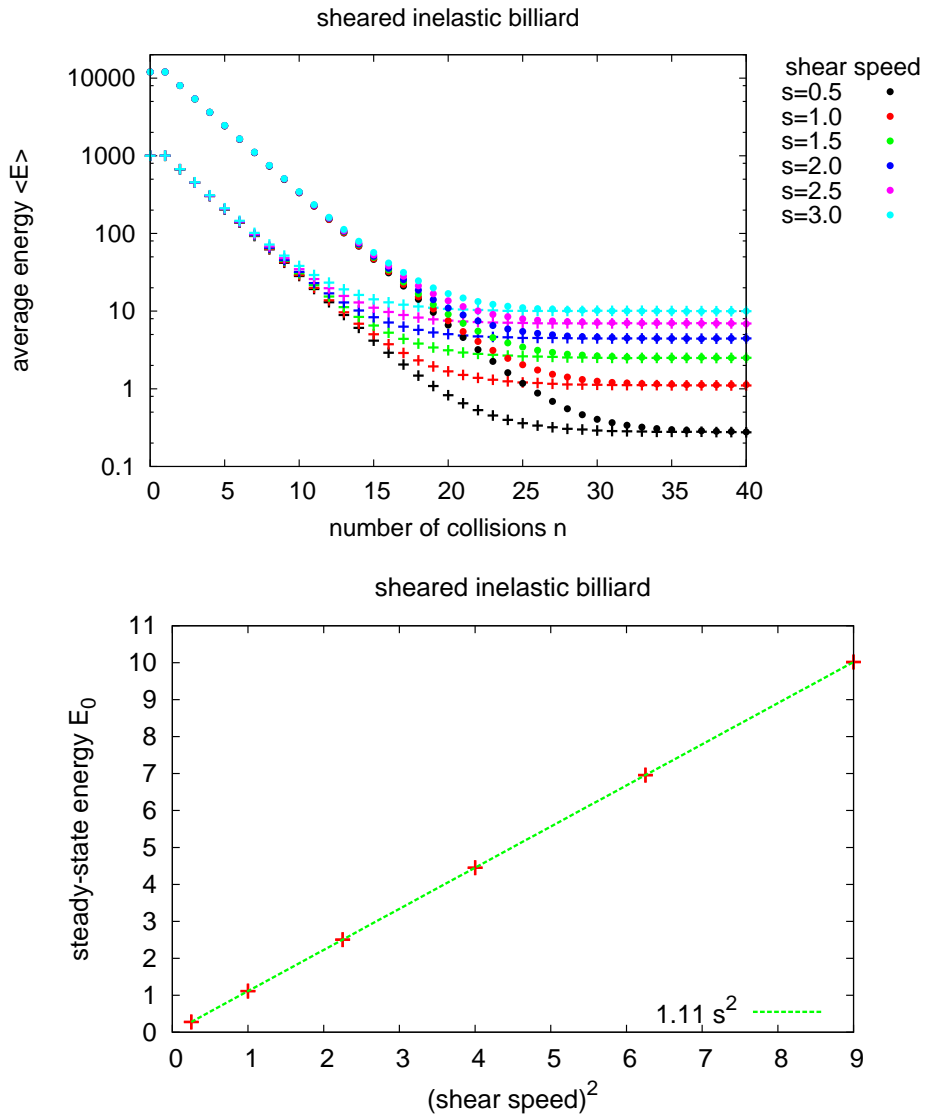 sheared inelastic billiard
average energy <E>
10000
1000
100
10
1
0.1
0 5 10 15 20 25 30 35 40
number of collisions n
shear speed
s=0.5
s=1.0
s=1.5
s=2.0
s=2.5
s=3.0
sheared inelastic billiard
steady-state energy E₀
11
10
9
8
7
6
5
4
3
2
1
0
0 1 2 3 4 5 6 7 8 9
1.11 s²
(shear speed)²